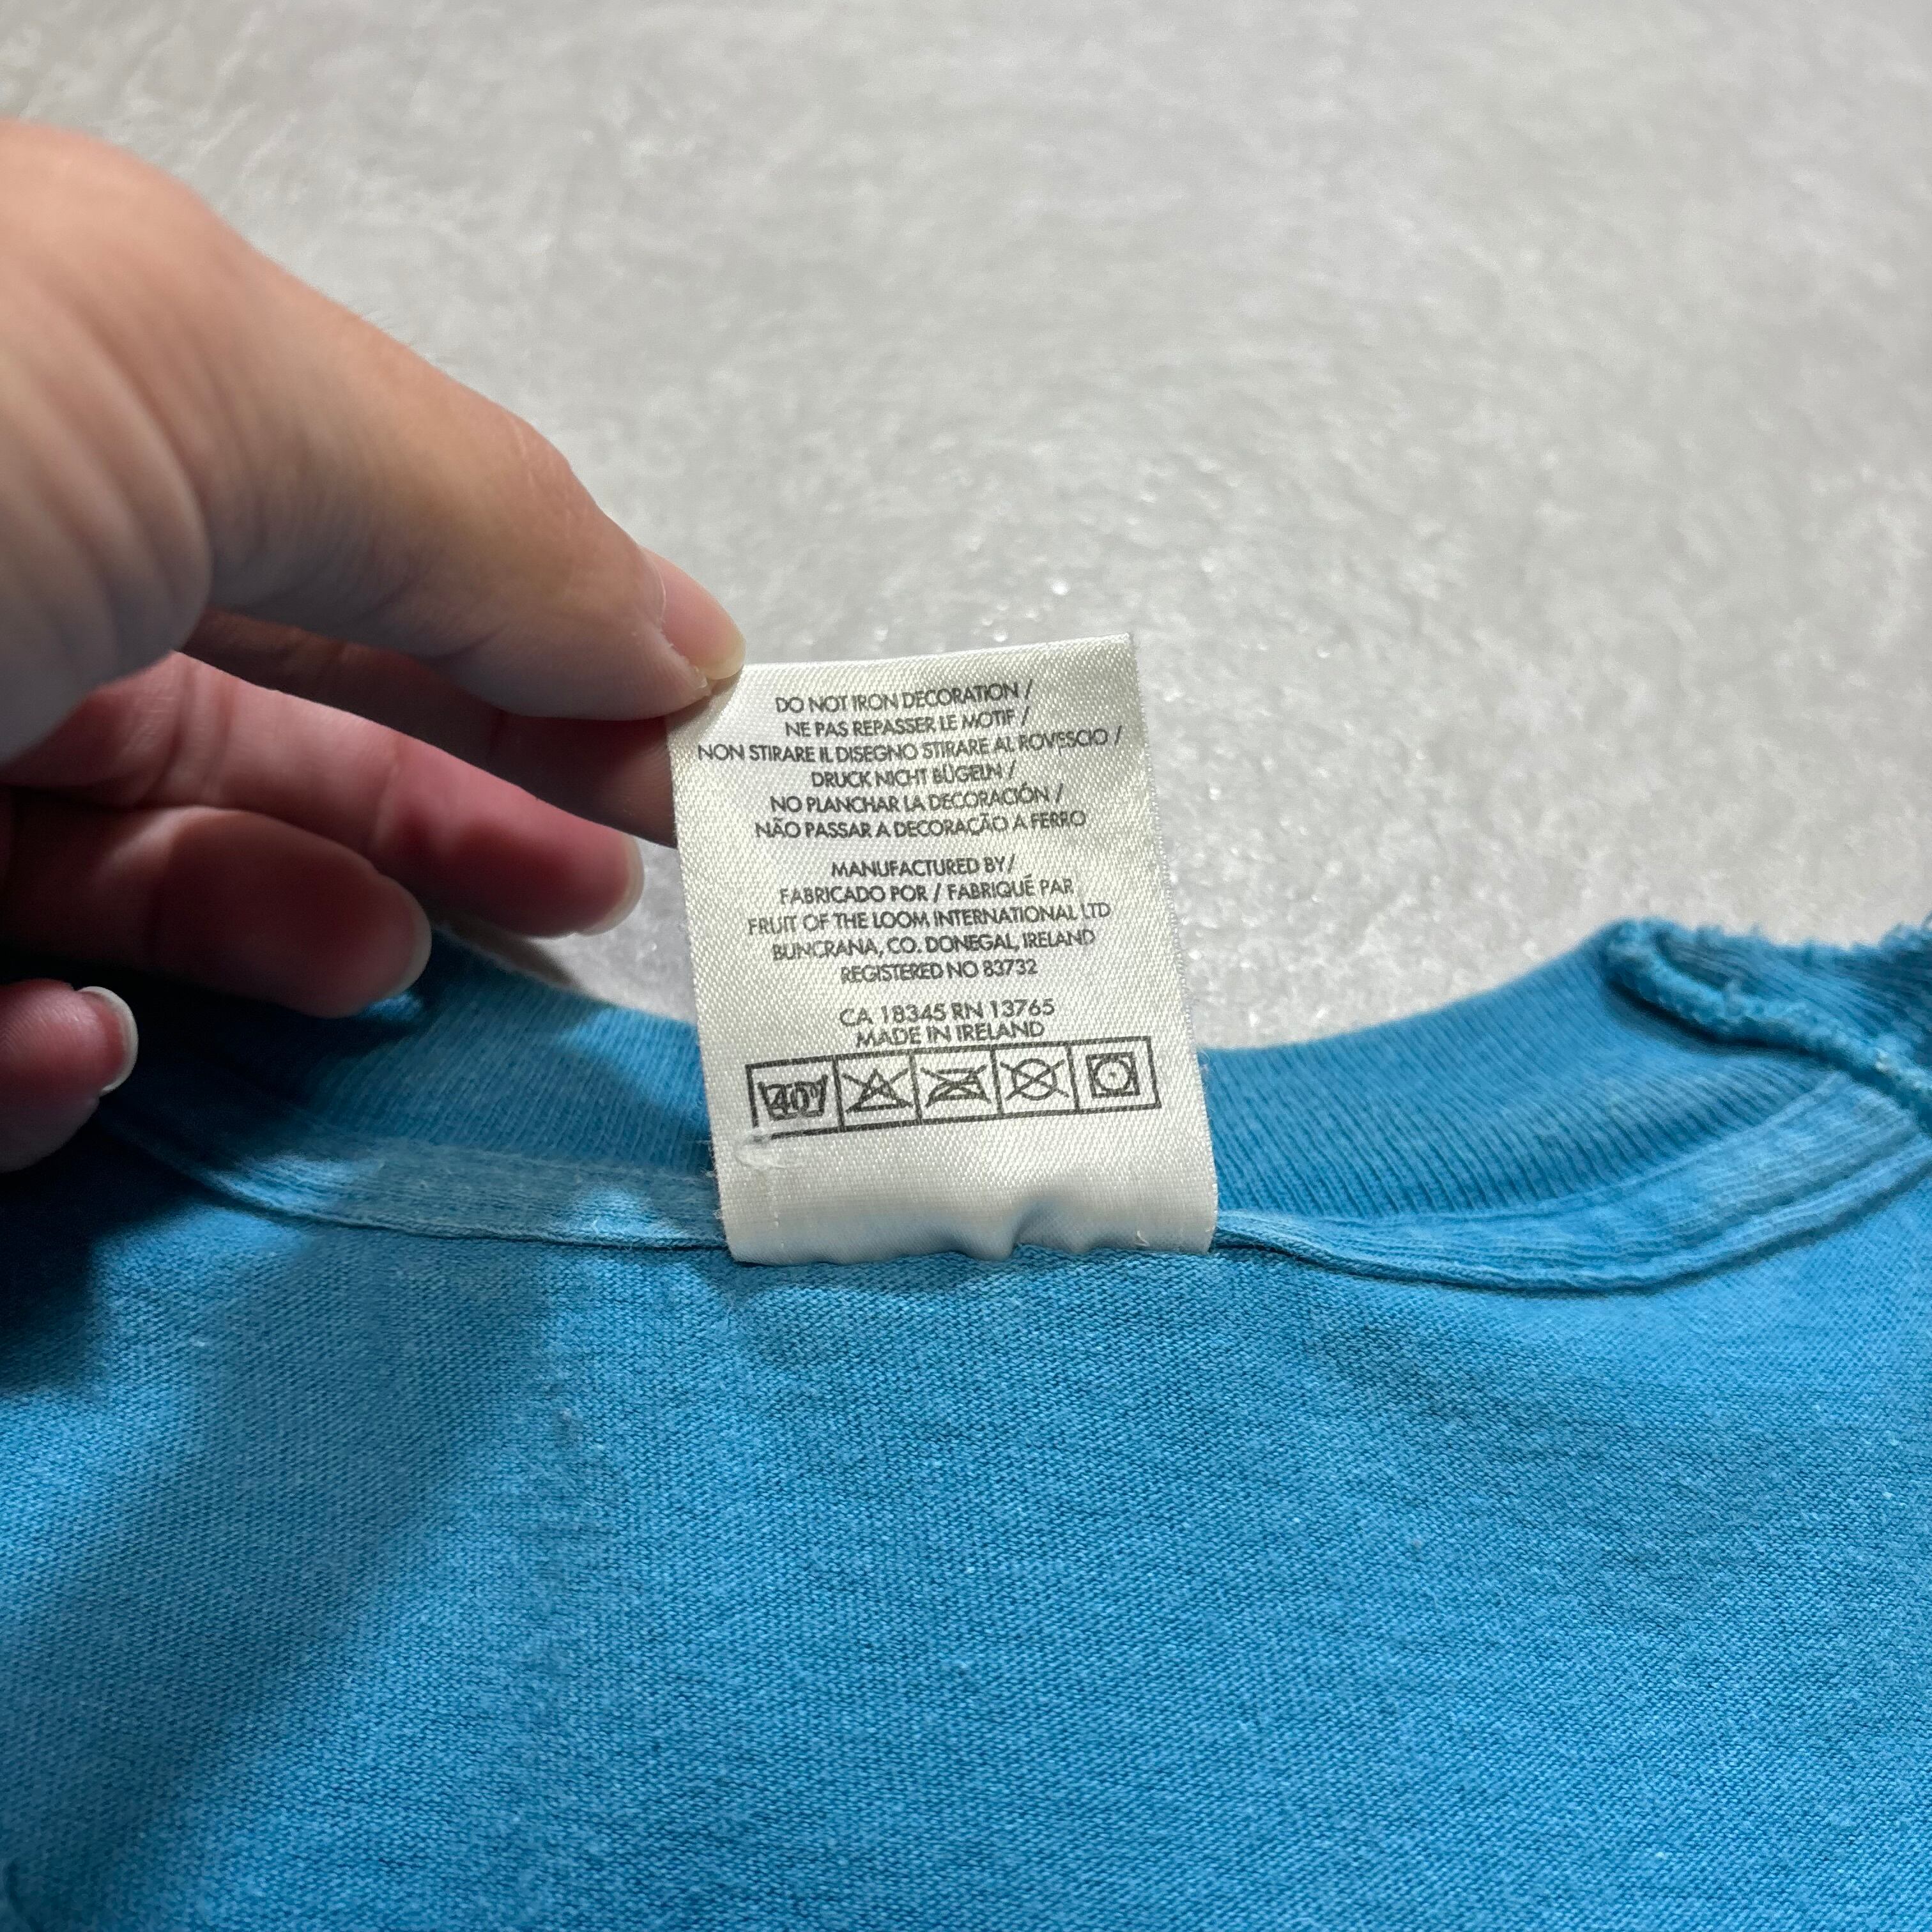 DO NOT IRON DECORATION /
NE PAS REPASSER LE MOTIF /
NON STIRARE IL DISEGNO STIRARE AL ROVESCIO /
DRUCK NICHT BÜGELN /
NO PLANCHAR LA DECORACIÓN /
NÃO PASSAR A DECORAÇÃO A FERRO
MANUFACTURED BY/
FABRICADO POR / FABRIQUÉ PAR
FRUIT OF THE LOOM INTERNATIONAL LTD
BUNCRANA, CO. DONEGAL, IRELAND
REGISTERED NO 83732
CA 18345 RN 13765
MADE IN IRELAND
40°